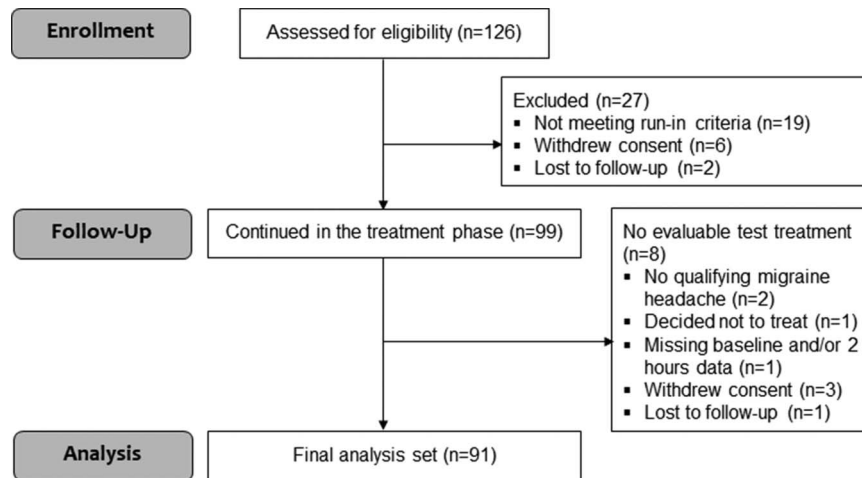 Enrollment
Assessed for eligibility (n=126)
Excluded (n=27)
▪ Not meeting run-in criteria (n=19)
▪ Withdrew consent (n=6)
▪ Lost to follow-up (n=2)
Follow-Up
Continued in the treatment phase (n=99)
No evaluable test treatment
(n=8)
▪ No qualifying migraine
headache (n=2)
▪ Decided not to treat (n=1)
▪ Missing baseline and/or 2
hours data (n=1)
▪ Withdrew consent (n=3)
▪ Lost to follow-up (n=1)
Analysis
Final analysis set (n=91)